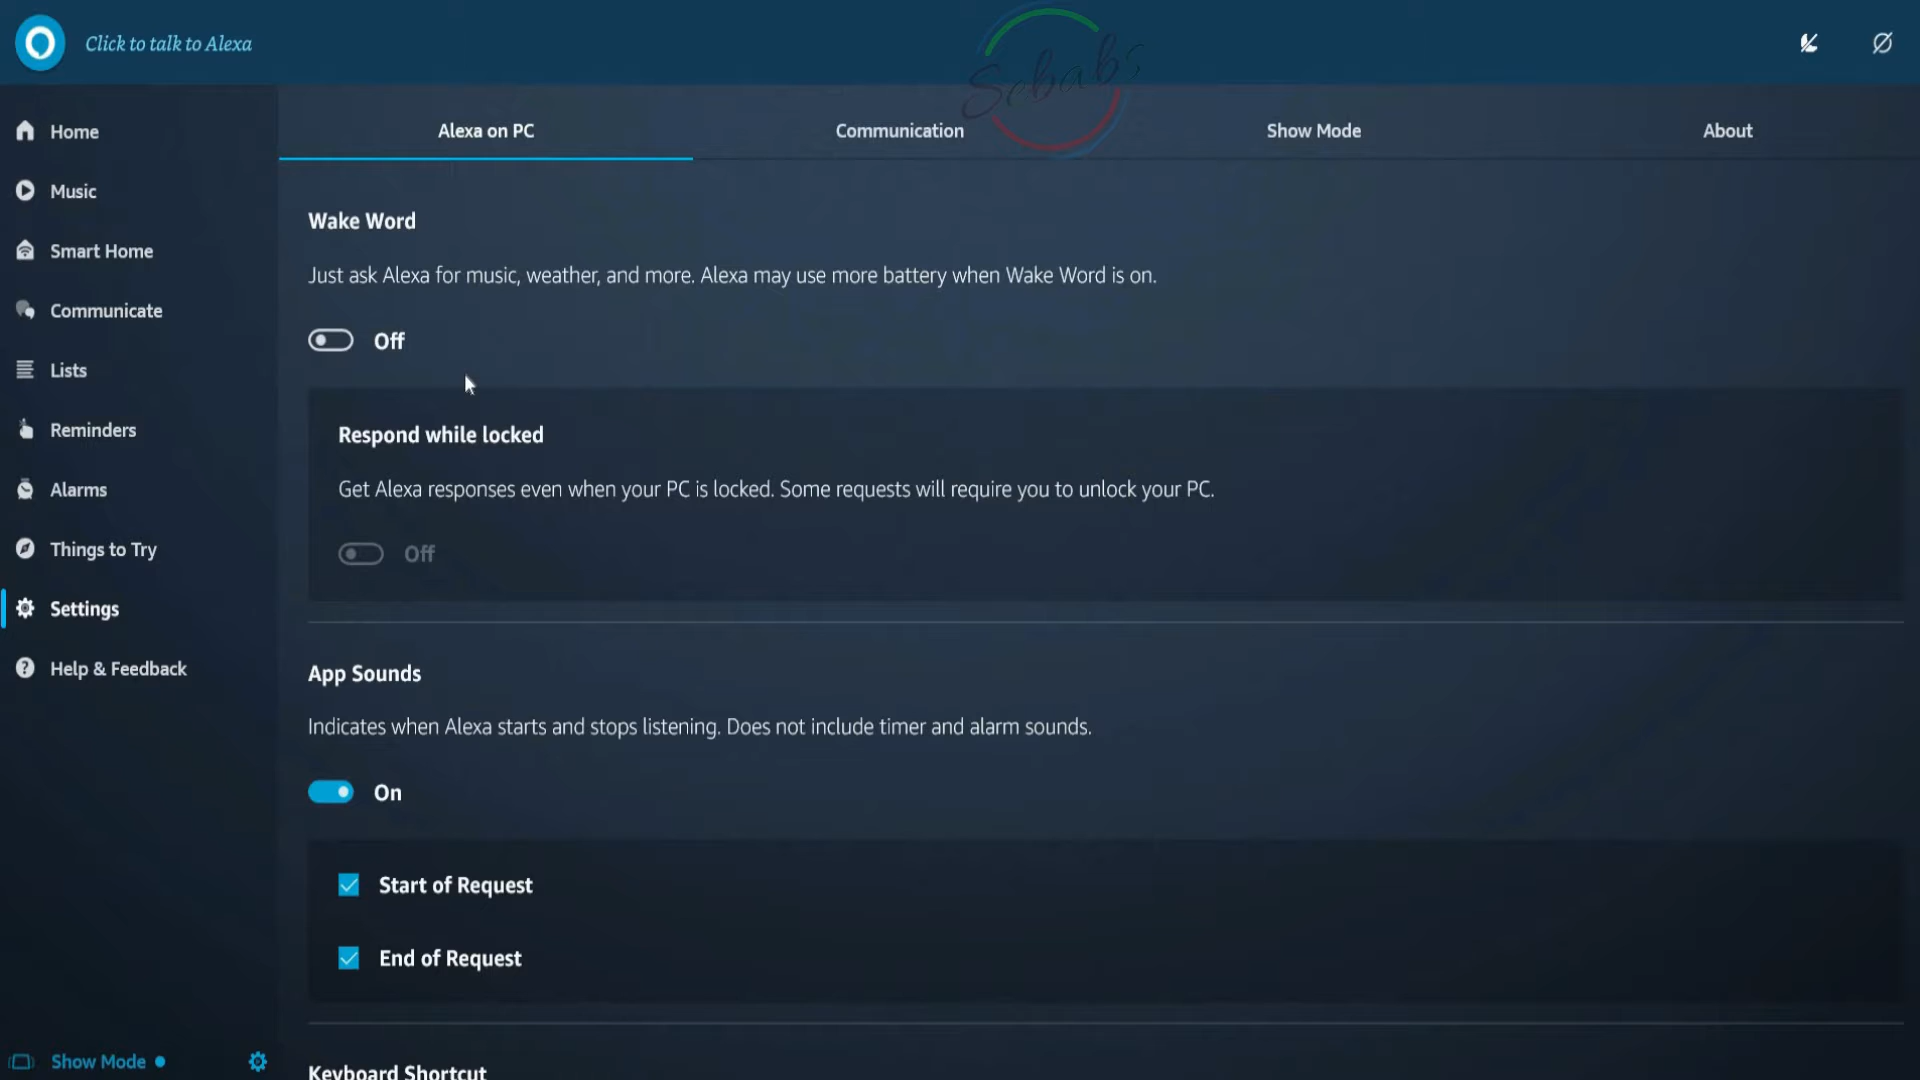 Click to talk to Alexa
Sebabs
Home
Music
Smart Home
Communicate
Lists
Reminders
Alarms
Things to Try
Settings
Help & Feedback
Show Mode
Alexa on PC
Communication
Show Mode
About
Wake Word
Just ask Alexa for music, weather, and more. Alexa may use more battery when Wake Word is on.
Off
Respond while locked
Get Alexa responses even when your PC is locked. Some requests will require you to unlock your PC.
Off
App Sounds
Indicates when Alexa starts and stops listening. Does not include timer and alarm sounds.
On
Start of Request
End of Request
Keyboard Shortcut